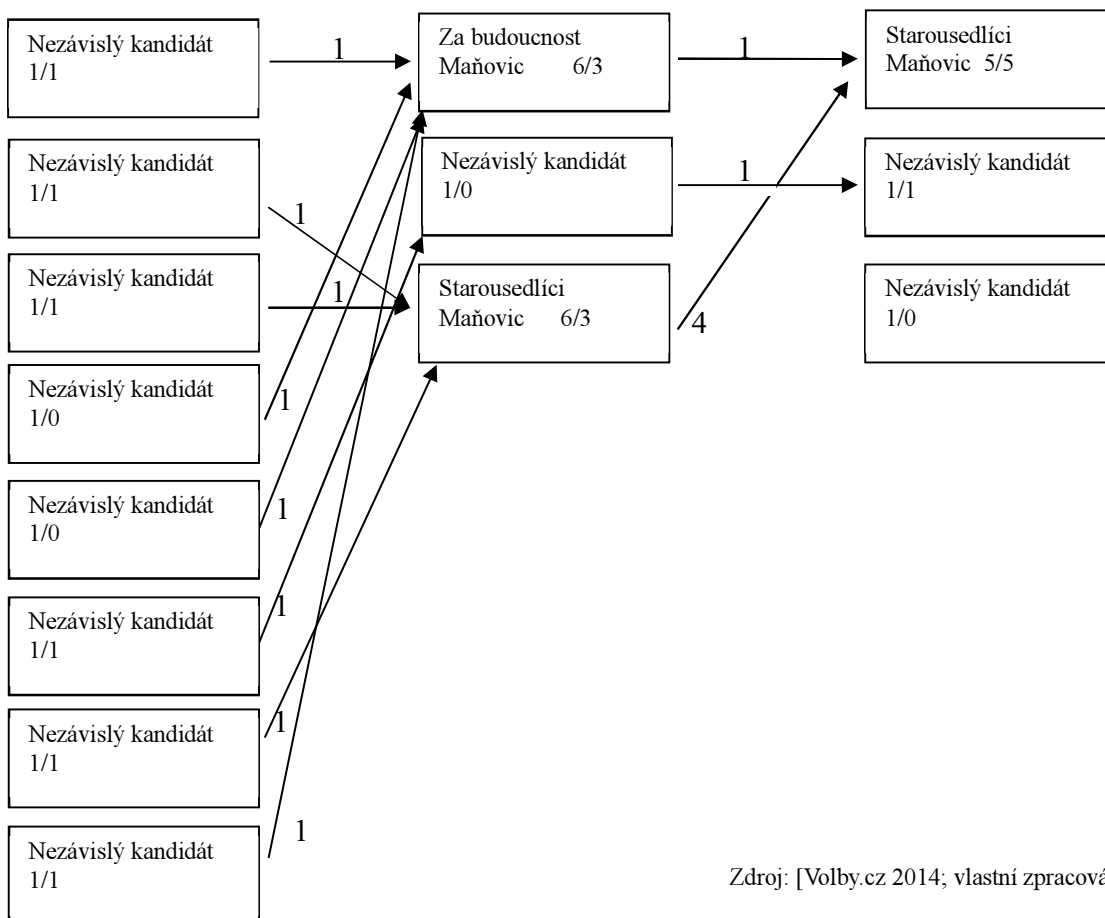 Nezávislý kandidát
1/1
1
Za budoucnost
Maňovic 6/3
1
Starousedlíci
Maňovic 5/5
Nezávislý kandidát
1/1
1
Nezávislý kandidát
1/0
1
Nezávislý kandidát
1/1
Nezávislý kandidát
1/1
1
Starousedlíci
Maňovic 6/3
4
Nezávislý kandidát
1/0
Nezávislý kandidát
1/0
1
Nezávislý kandidát
1/0
1
Nezávislý kandidát
1/1
1
Nezávislý kandidát
1/1
1
Nezávislý kandidát
1/1
1
Zdroj: [Volby.cz 2014; vlastní zpracová